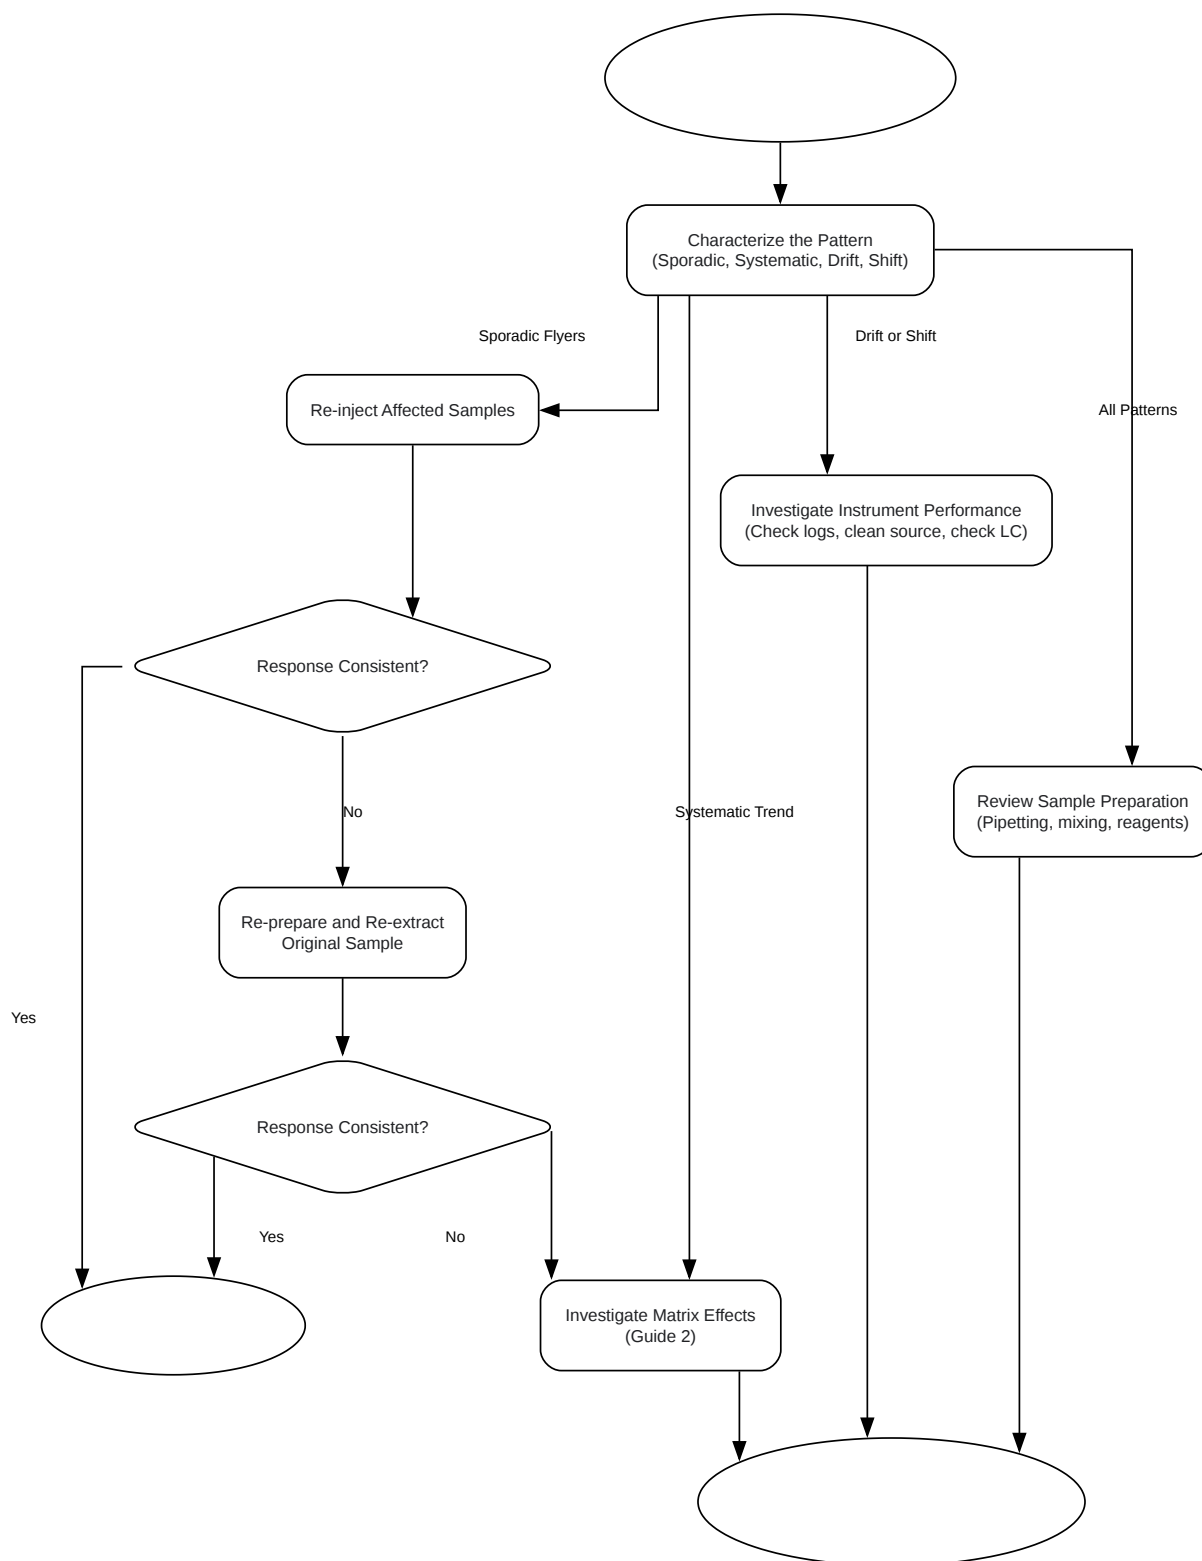 Characterize the Pattern
(Sporadic, Systematic, Drift, Shift)
Sporadic Flyers
Drift or Shift
Re-inject Affected Samples
All Patterns
Investigate Instrument Performance
(Check logs, clean source, check LC)
Response Consistent?
No
Systematic Trend
Review Sample Preparation
(Pipetting, mixing, reagents)
Re-prepare and Re-extract
Original Sample
Yes
Response Consistent?
Yes
No
Investigate Matrix Effects
(Guide 2)